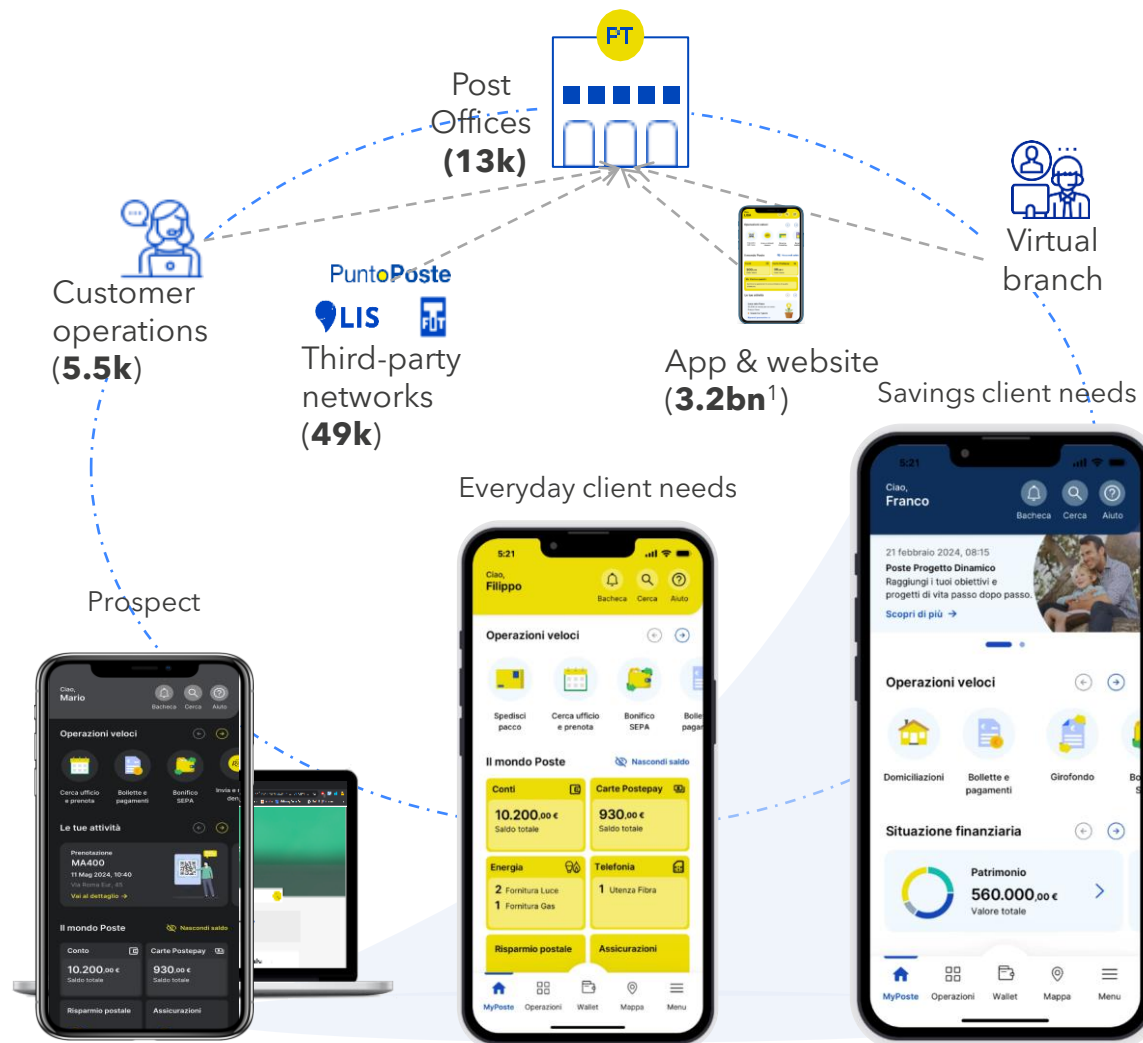 PT
Post
Offices
(13k)
Customer
operations
(5.5k)
PuntoPoste
LIS
FIT
Third-party
networks
(49k)
App & website
(3.2bn¹)
Virtual
branch
Savings client needs
Everyday client needs
Prospect
Ciao,
Mario
Bacheca Cerca Aiuto
Operazioni veloci
Cerca ufficio
e prenota
Bollette e
pagamenti
Bonifico
SEPA
Le tue attività
Prenotazione
MA400
11 Mag 2024, 10:40
Via Roma Eur, 45
Vai al dettaglio →
Il mondo Poste
Nascondi saldo
Conto
10.200,00 €
Saldo totale
Carte Postepay
930,00 €
Saldo totale
Risparmio postale
Assicurazioni
5:21
Ciao,
Filippo
Bacheca Cerca Aiuto
Operazioni veloci
Spedisci
pacco
Cerca ufficio
e prenota
Bonifico
SEPA
Il mondo Poste
Nascondi saldo
Conti
10.200,00 €
Saldo totale
Carte Postepay
930,00 €
Saldo totale
Energia
2 Fornitura Luce
1 Fornitura Gas
Telefonia
1 Utenza Fibra
Risparmio postale
Assicurazioni
MyPoste Operazioni Wallet Mappa Menu
5:21
Ciao,
Franco
Bacheca Cerca Aiuto
21 febbraio 2024, 08:15
Poste Progetto Dinamico
Raggiungi i tuoi obiettivi e
progetti di vita passo dopo passo.
Scopri di più →
Operazioni veloci
Domiciliazioni
Bollette e
pagamenti
Girofondo
Situazione finanziaria
Patrimonio
560.000,00 €
Valore totale
MyPoste Operazioni Wallet Mappa Menu